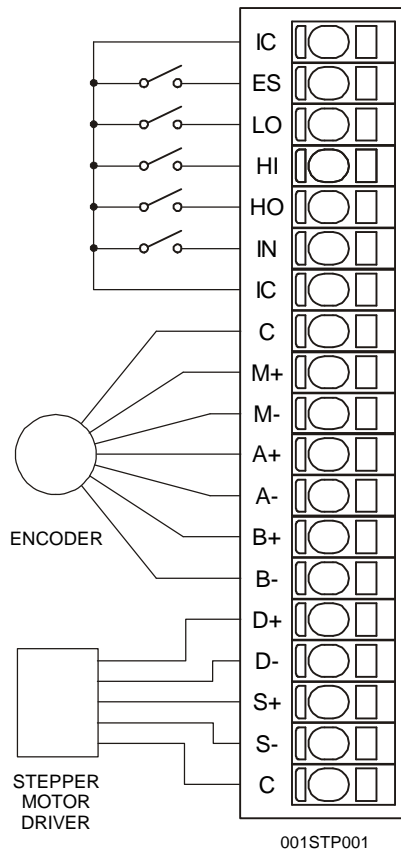 IC
ES
LO
HI
HO
IN
IC
C
M+
M-
A+
A-
B+
B-
D+
D-
S+
S-
C
ENCODER
STEPPER
MOTOR
DRIVER
001STP001